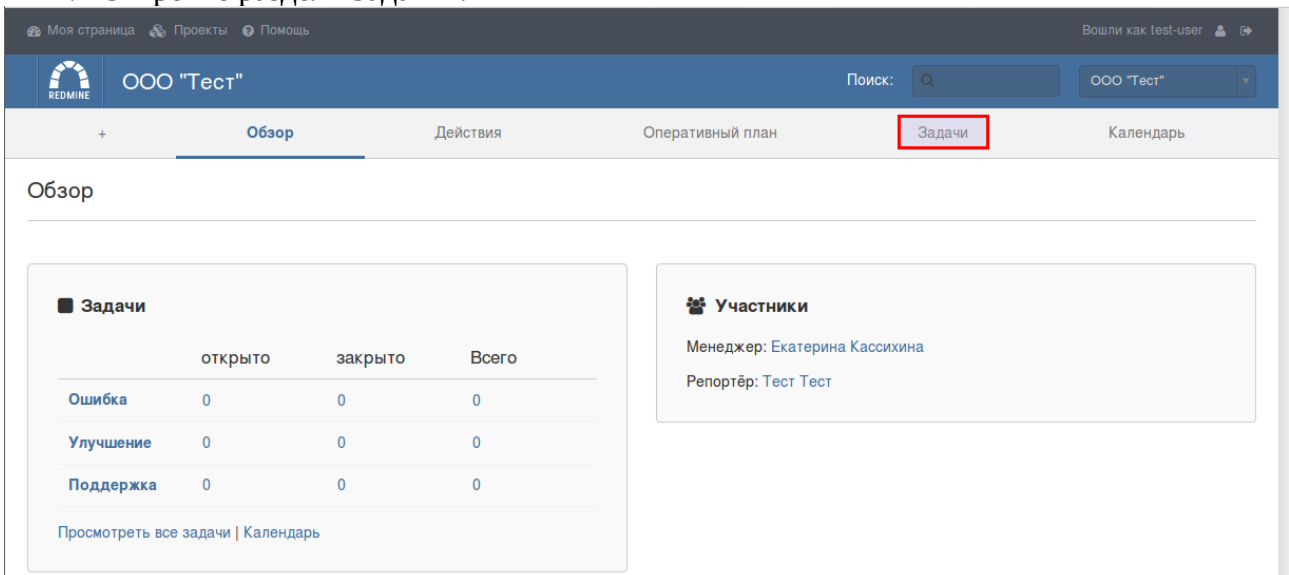 Моя страница Проекты Помощь Вошли как test-user
REDMINE ООО "Тест" Поиск: ООО "Тест"
+ Обзор Действия Оперативный план Задачи Календарь
Обзор
Задачи
открыто закрыто Всего
Ошибка 0 0 0
Улучшение 0 0 0
Поддержка 0 0 0
Просмотреть все задачи | Календарь
Участники
Менеджер: Екатерина Кассихина
Репортёр: Тест Тест